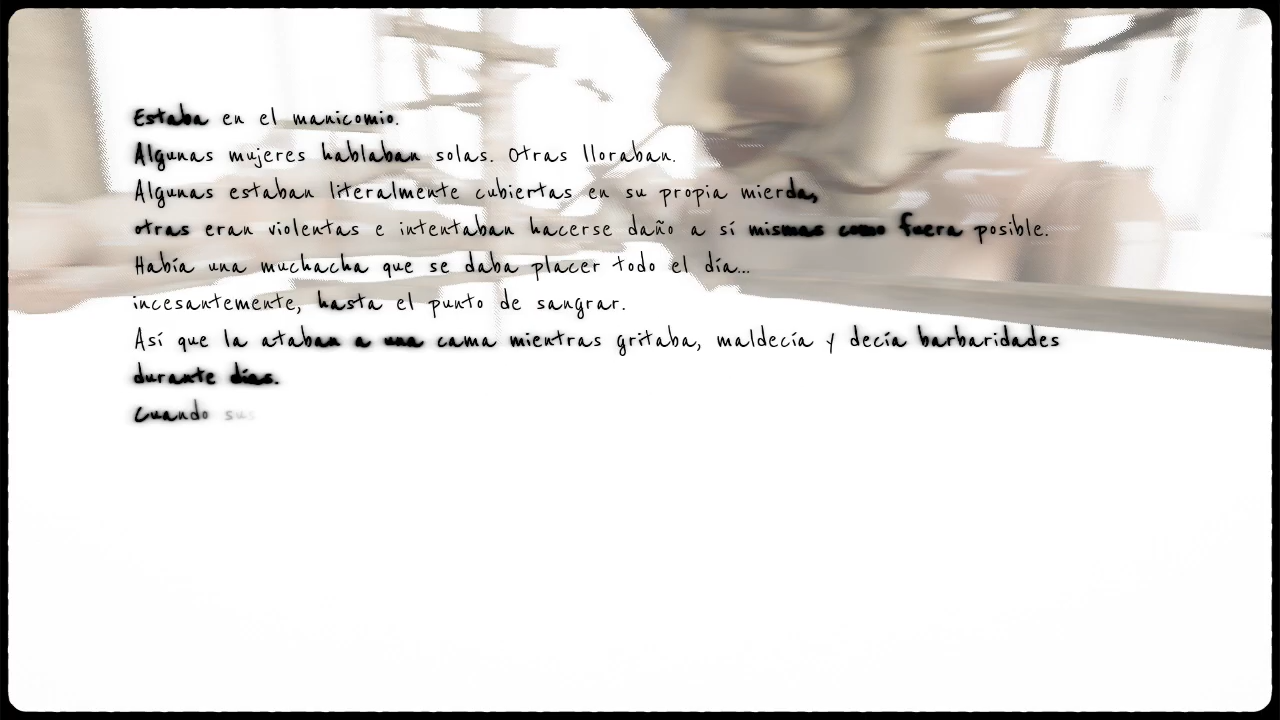 Estaba en el manicomio.
Algunas mujeres hablaban solas. Otras lloraban.
Algunas estaban literalmente cubiertas en su propia mierda,
otras eran violentas e intentaban hacerse daño a sí mismas como fuera posible.
Había una muchacha que se daba placer todo el día...
incesantemente, hasta el punto de sangrar.
Así que la ataban a una cama mientras gritaba, maldecía y decía barbaridades
durante días.
Cuando sus